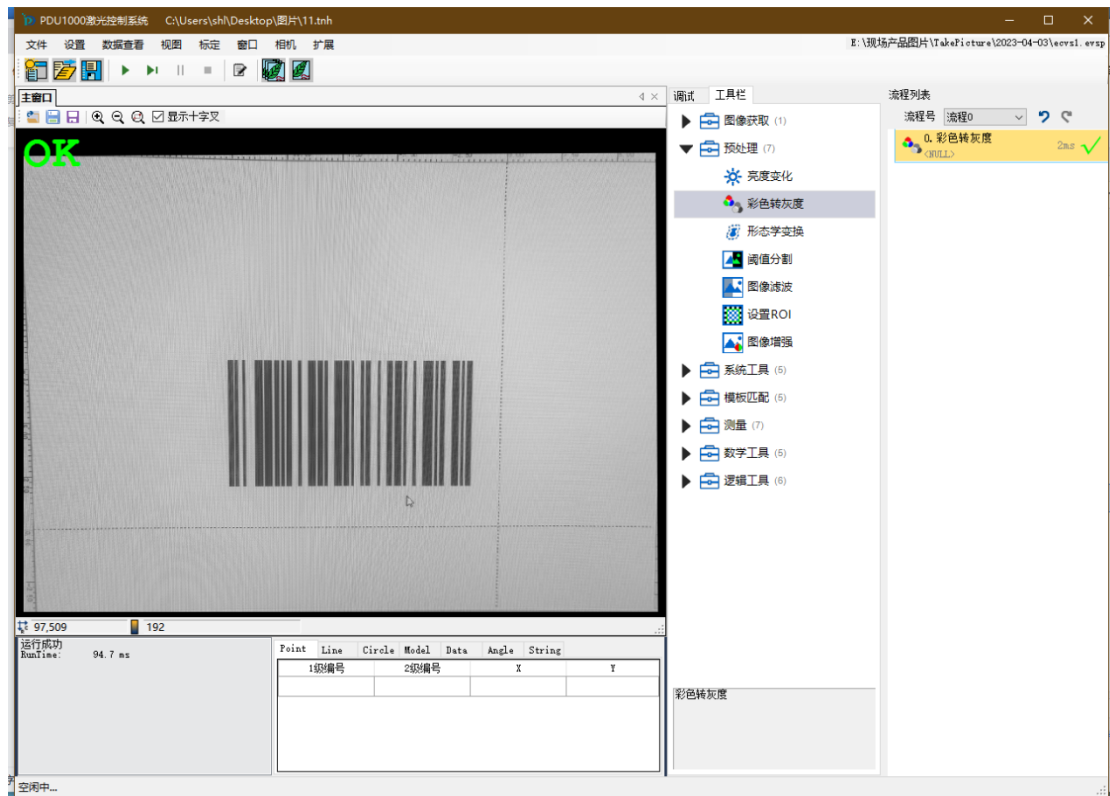 PDU1000激光控制系统 C:\Users\shl\Desktop\图片\11.tnh
文件 设置 数据查看 视图 标定 窗口 相机 扩展
E:\现场产品图片\TakePicture\2023-04-03\ecvs1.evsp
主窗口
显示十字叉
OK
97,509 192
运行成功
RunTime: 94.7 ms
Point Line Circle Model Data Angle String
1级编号 2级编号 X Y
调试 工具栏
图像获取 (1)
预处理 (7)
亮度变化
彩色转灰度
形态学变换
阈值分割
图像滤波
设置ROI
图像增强
系统工具 (5)
模板匹配 (5)
测量 (7)
数学工具 (5)
逻辑工具 (6)
彩色转灰度
流程列表
流程号 流程0
0. 彩色转灰度
<NULL>
2ms
空闲中...